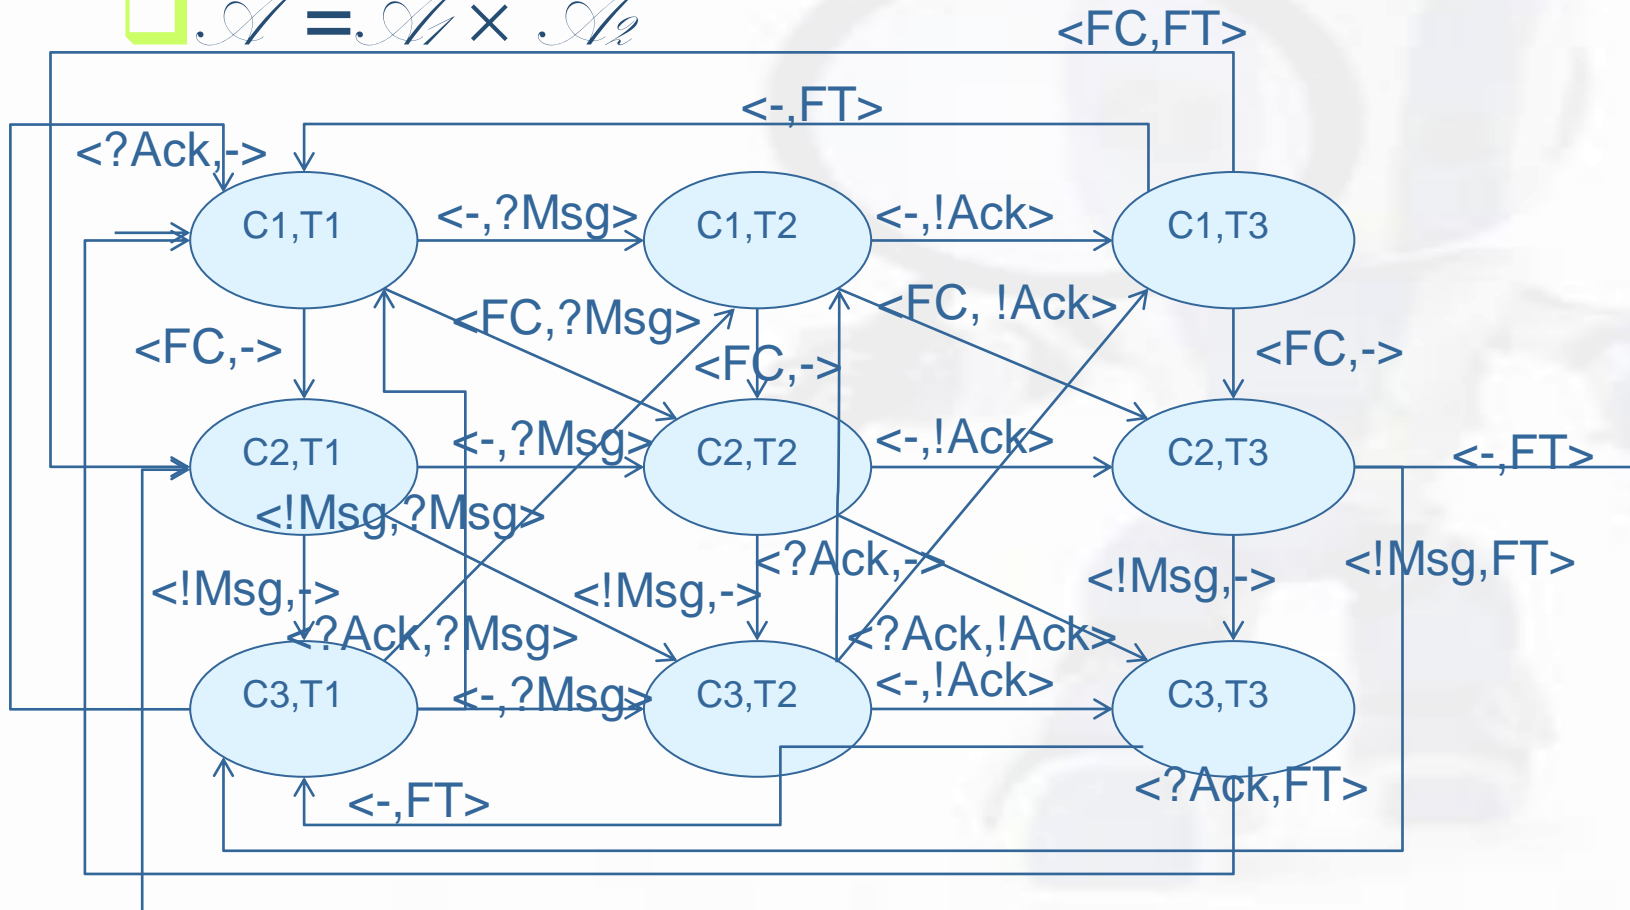 𝒜 = 𝒜1 × 𝒜2
<FC,FT>
<-,FT>
<?Ack,->
C1,T1
<-,?Msg>
C1,T2
<-,!Ack>
C1,T3
<FC,->
<FC,?Msg>
<FC,->
<FC, !Ack>
<FC,->
C2,T1
<-,?Msg>
C2,T2
<-,!Ack>
C2,T3
<-,FT>
<!Msg,?Msg>
<!Msg,->
<!Msg,->
<?Ack,->
<!Msg,->
<!Msg,FT>
<?Ack,?Msg>
<?Ack,!Ack>
C3,T1
<-,?Msg>
C3,T2
<-,!Ack>
C3,T3
<-,FT>
<?Ack,FT>